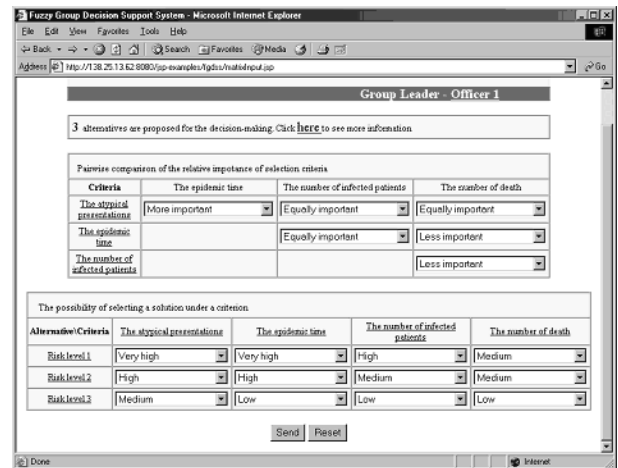 Fuzzy Group Decision Support System - Microsoft Internet Explorer
File Edit View Favorites Tools Help
Back Search Favorites Media
Address http://138.25.13.62:8080/jsp-examples/fgdss/matixInput.jsp Go
Group Leader - Officer 1
3 alternatives are proposed for the decision-making. Click here to see more information
Pairwise comparison of the relative impotance of selection criteria
Criteria The epidemic time The number of infected patients The number of death
The atypical presentations More important Equally important Equally important
The epidemic time Equally important Less important
The number of infected patients Less important
The possibility of selecting a solution under a criterion
Alternative\Criteria The atypical presentations The epidemic time The number of infected patients The number of death
Risk level 1 Very high Very high High Medium
Risk level 2 High High Medium Medium
Risk level 3 Medium Low Low Low
Send Reset
Done Internet